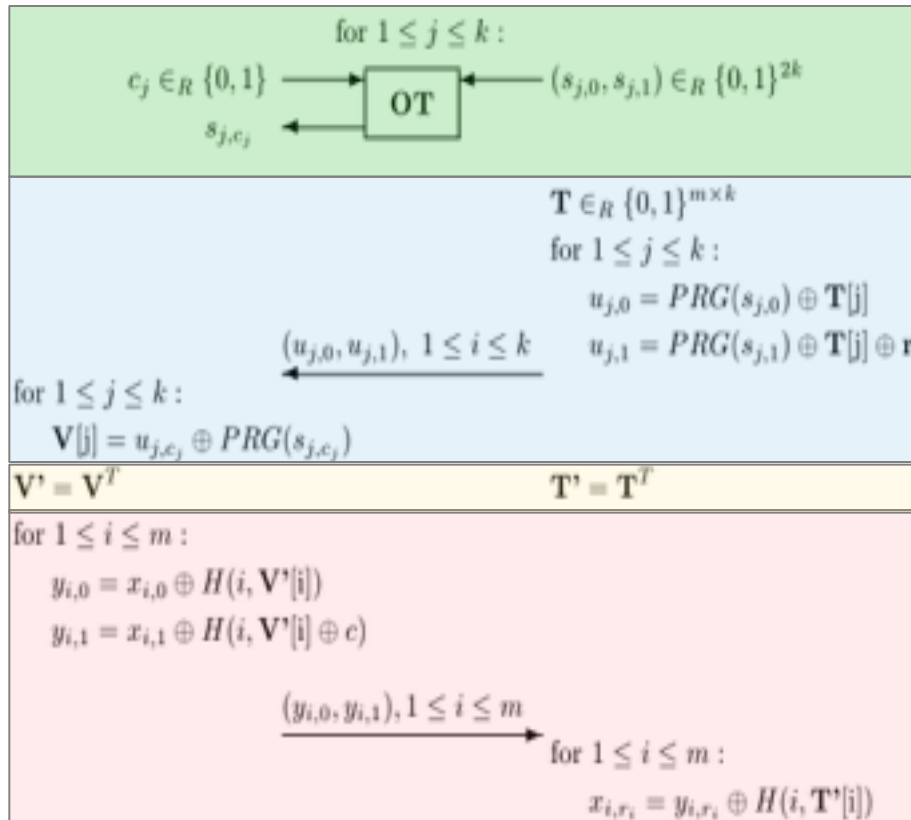 for 1 ≤ j ≤ k :
c_j ∈_R {0, 1}
OT
(s_{j,0}, s_{j,1}) ∈_R {0, 1}^{2k}
s_{j,c_j}
T ∈_R {0, 1}^{m×k}
for 1 ≤ j ≤ k :
u_{j,0} = PRG(s_{j,0}) ⊕ T[j]
(u_{j,0}, u_{j,1}), 1 ≤ i ≤ k
u_{j,1} = PRG(s_{j,1}) ⊕ T[j] ⊕ r
for 1 ≤ j ≤ k :
V[j] = u_{j,c_j} ⊕ PRG(s_{j,c_j})
V' = V^T
T' = T^T
for 1 ≤ i ≤ m :
y_{i,0} = x_{i,0} ⊕ H(i, V'[i])
y_{i,1} = x_{i,1} ⊕ H(i, V'[i] ⊕ c)
(y_{i,0}, y_{i,1}), 1 ≤ i ≤ m
for 1 ≤ i ≤ m :
x_{i,r_i} = y_{i,r_i} ⊕ H(i, T'[i])